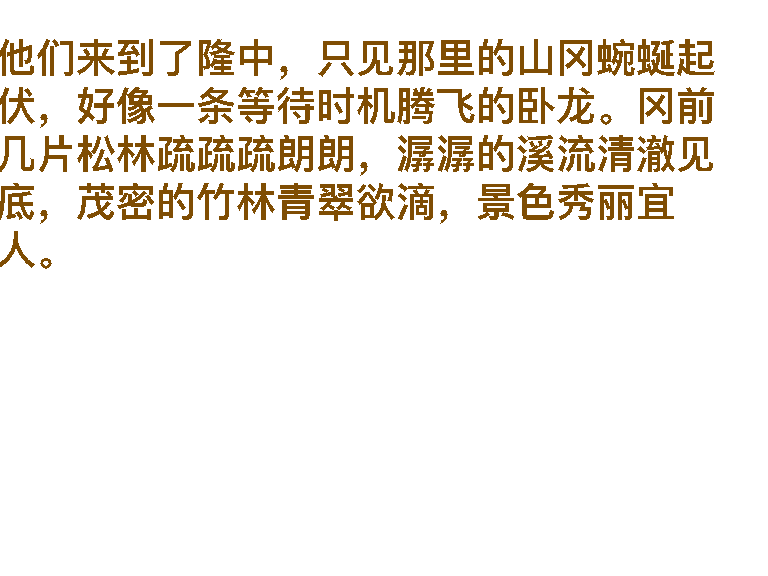 他们来到了隆中，只见那里的山冈蜿蜒起
伏，好像一条等待时机腾飞的卧龙。冈前
几片松林疏疏疏朗朗，潺潺的溪流清澈见
底，茂密的竹林青翠欲滴，景色秀丽宜
人。